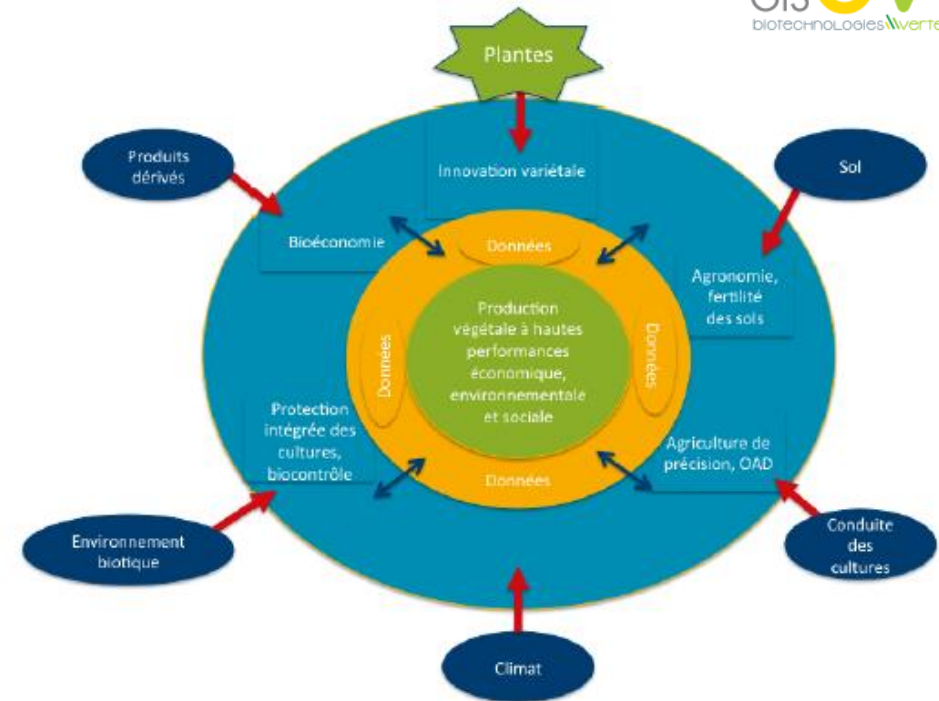 GIS
BIOTECHNOLOGIES
Plantes
Produits
dérivés
Innovation variétale
Sol
Bioéconomie
Données
Agronomie,
fertilité
des sols
Production
végétale à hautes
performances
économique,
environnementale
et sociale
Données
Données
Protection
intégrée des
cultures,
biocontrôle
Agriculture de
précision, OAD
Données
Environnement
biotique
Conduite
des
cultures
Climat